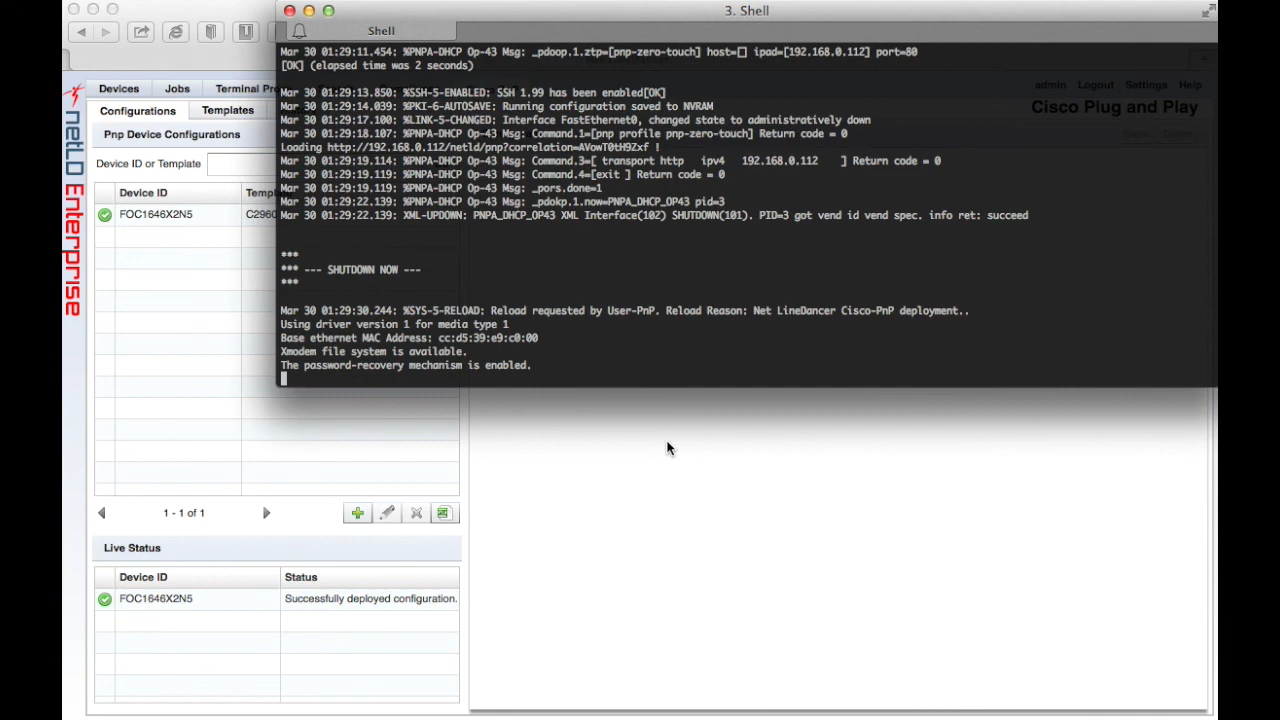 3. Shell
Shell
Mar 30 01:29:11.454: %PNPA-DHCP Op-43 Msg: _pdoop.1.ztp=[pnp-zero-touch] host=[] ipad=[192.168.0.112] port=80
[OK] (elapsed time was 2 seconds)
Mar 30 01:29:13.850: %SSH-5-ENABLED: SSH 1.99 has been enabled[OK]
Mar 30 01:29:14.039: %PKI-6-AUTOSAVE: Running configuration saved to NVRAM
Mar 30 01:29:17.100: %LINK-5-CHANGED: Interface FastEthernet0, changed state to administratively down
Mar 30 01:29:18.107: %PNPA-DHCP Op-43 Msg: Command.1=[pnp profile pnp-zero-touch] Return code = 0
Loading http://192.168.0.112/netld/pnp?correlation=AVowT0tH9Zxf !
Mar 30 01:29:19.114: %PNPA-DHCP Op-43 Msg: Command.3=[ transport http   ipv4   192.168.0.112    ] Return code = 0
Mar 30 01:29:19.119: %PNPA-DHCP Op-43 Msg: Command.4=[exit ] Return code = 0
Mar 30 01:29:19.119: %PNPA-DHCP Op-43 Msg: _pors.done=1
Mar 30 01:29:22.139: %PNPA-DHCP Op-43 Msg: _pdokp.1.now=PNPA_DHCP_OP43 pid=3
Mar 30 01:29:22.139: XML-UPDOWN: PNPA_DHCP_OP43 XML Interface(102) SHUTDOWN(101). PID=3 got vend id vend spec. info ret: succeed
***
*** --- SHUTDOWN NOW ---
***
Mar 30 01:29:30.244: %SYS-5-RELOAD: Reload requested by User-PnP. Reload Reason: Net LineDancer Cisco-PnP deployment..
Using driver version 1 for media type 1
Base ethernet MAC Address: cc:d5:39:e9:c0:00
Xmodem file system is available.
The password-recovery mechanism is enabled.
netLD Enterprise
Devices Jobs Terminal Pro
admin Logout Settings Help
Cisco Plug and Play
Configurations Templates
Pnp Device Configurations
Device ID or Template
Device ID Templ
FOC1646X2N5 C2960
1 - 1 of 1
Live Status
Device ID Status
FOC1646X2N5 Successfully deployed configuration.